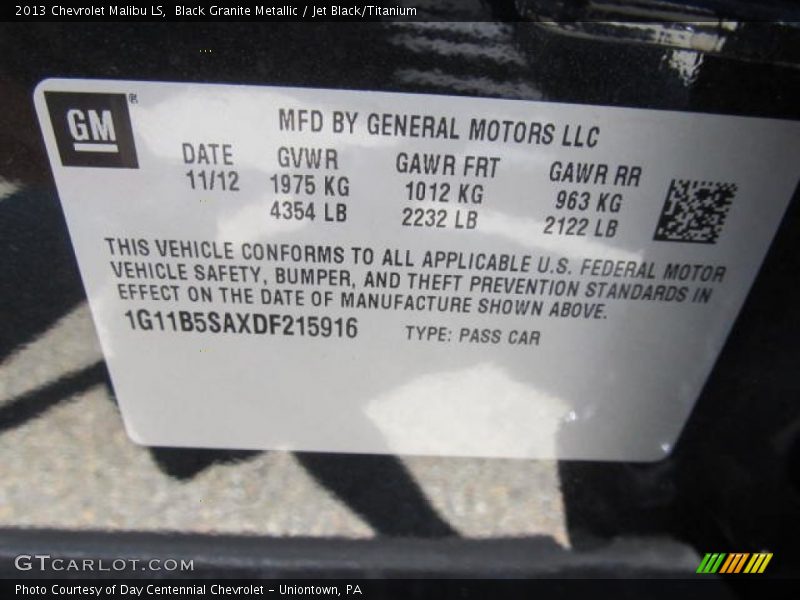 2013 Chevrolet Malibu LS,  Black Granite Metallic / Jet Black/Titanium
GM®
MFD BY GENERAL MOTORS LLC
DATE GVWR GAWR FRT GAWR RR
11/12 1975 KG 1012 KG 963 KG
4354 LB 2232 LB 2122 LB
THIS VEHICLE CONFORMS TO ALL APPLICABLE U.S. FEDERAL MOTOR
VEHICLE SAFETY, BUMPER, AND THEFT PREVENTION STANDARDS IN
EFFECT ON THE DATE OF MANUFACTURE SHOWN ABOVE.
1G11B5SAXDF215916 TYPE: PASS CAR
GTCARLOT.COM
Photo Courtesy of Day Centennial Chevrolet - Uniontown, PA